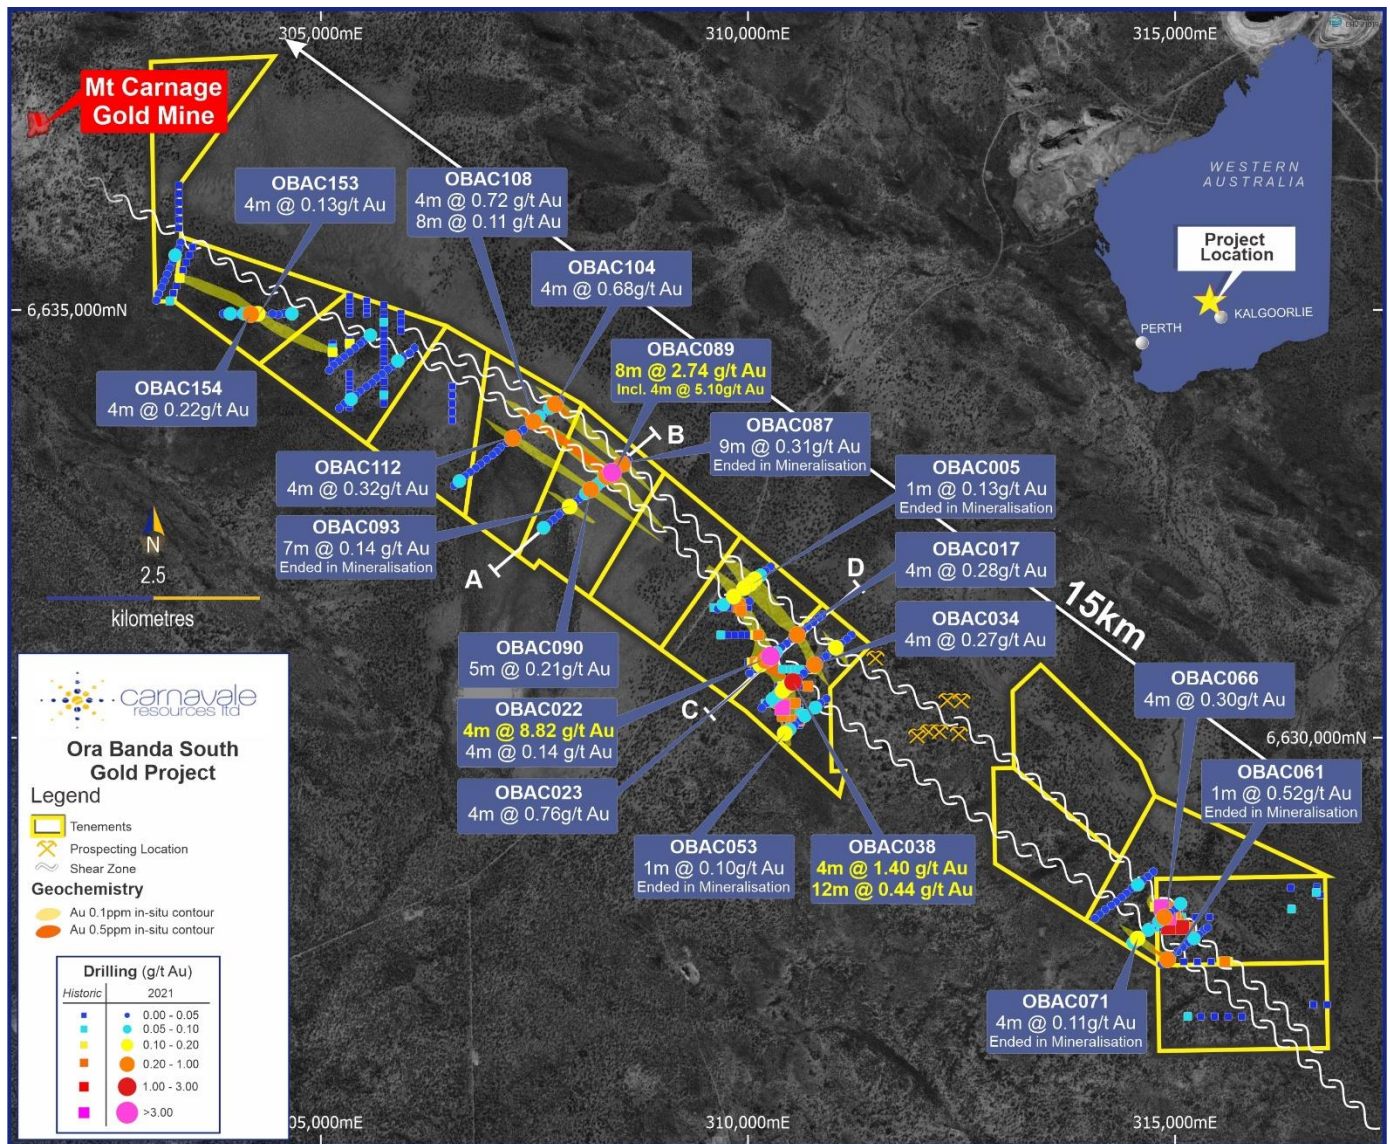 305,000mE
310,000mE
315,000mE
Mt Carnage
Gold Mine
WESTERN
AUSTRALIA
Project
Location
KALGOORLIE
PERTH
OBAC153
4m @ 0.13g/t Au
OBAC108
4m @ 0.72 g/t Au
8m @ 0.11 g/t Au
OBAC104
4m @ 0.68g/t Au
6,635,000mN
OBAC089
8m @ 2.74 g/t Au
Incl. 4m @ 5.10g/t Au
OBAC154
4m @ 0.22g/t Au
B
OBAC087
9m @ 0.31g/t Au
Ended in Mineralisation
OBAC112
4m @ 0.32g/t Au
OBAC005
1m @ 0.13g/t Au
Ended in Mineralisation
OBAC093
7m @ 0.14 g/t Au
Ended in Mineralisation
A
OBAC017
4m @ 0.28g/t Au
D
N
2.5
kilometres
15km
OBAC034
4m @ 0.27g/t Au
OBAC090
5m @ 0.21g/t Au
OBAC066
4m @ 0.30g/t Au
OBAC022
4m @ 8.82 g/t Au
4m @ 0.14 g/t Au
C
6,630,000mN
OBAC023
4m @ 0.76g/t Au
OBAC061
1m @ 0.52g/t Au
Ended in Mineralisation
OBAC053
1m @ 0.10g/t Au
Ended in Mineralisation
OBAC038
4m @ 1.40 g/t Au
12m @ 0.44 g/t Au
OBAC071
4m @ 0.11g/t Au
Ended in Mineralisation
carnavale
resources ltd
Ora Banda South
Gold Project
Legend
Tenements
Prospecting Location
Shear Zone
Geochemistry
Au 0.1ppm in-situ contour
Au 0.5ppm in-situ contour
Drilling (g/t Au)
Historic 2021
0.00 - 0.05
0.05 - 0.10
0.10 - 0.20
0.20 - 1.00
1.00 - 3.00
>3.00
05,000mE
310,000mE
315,000mE